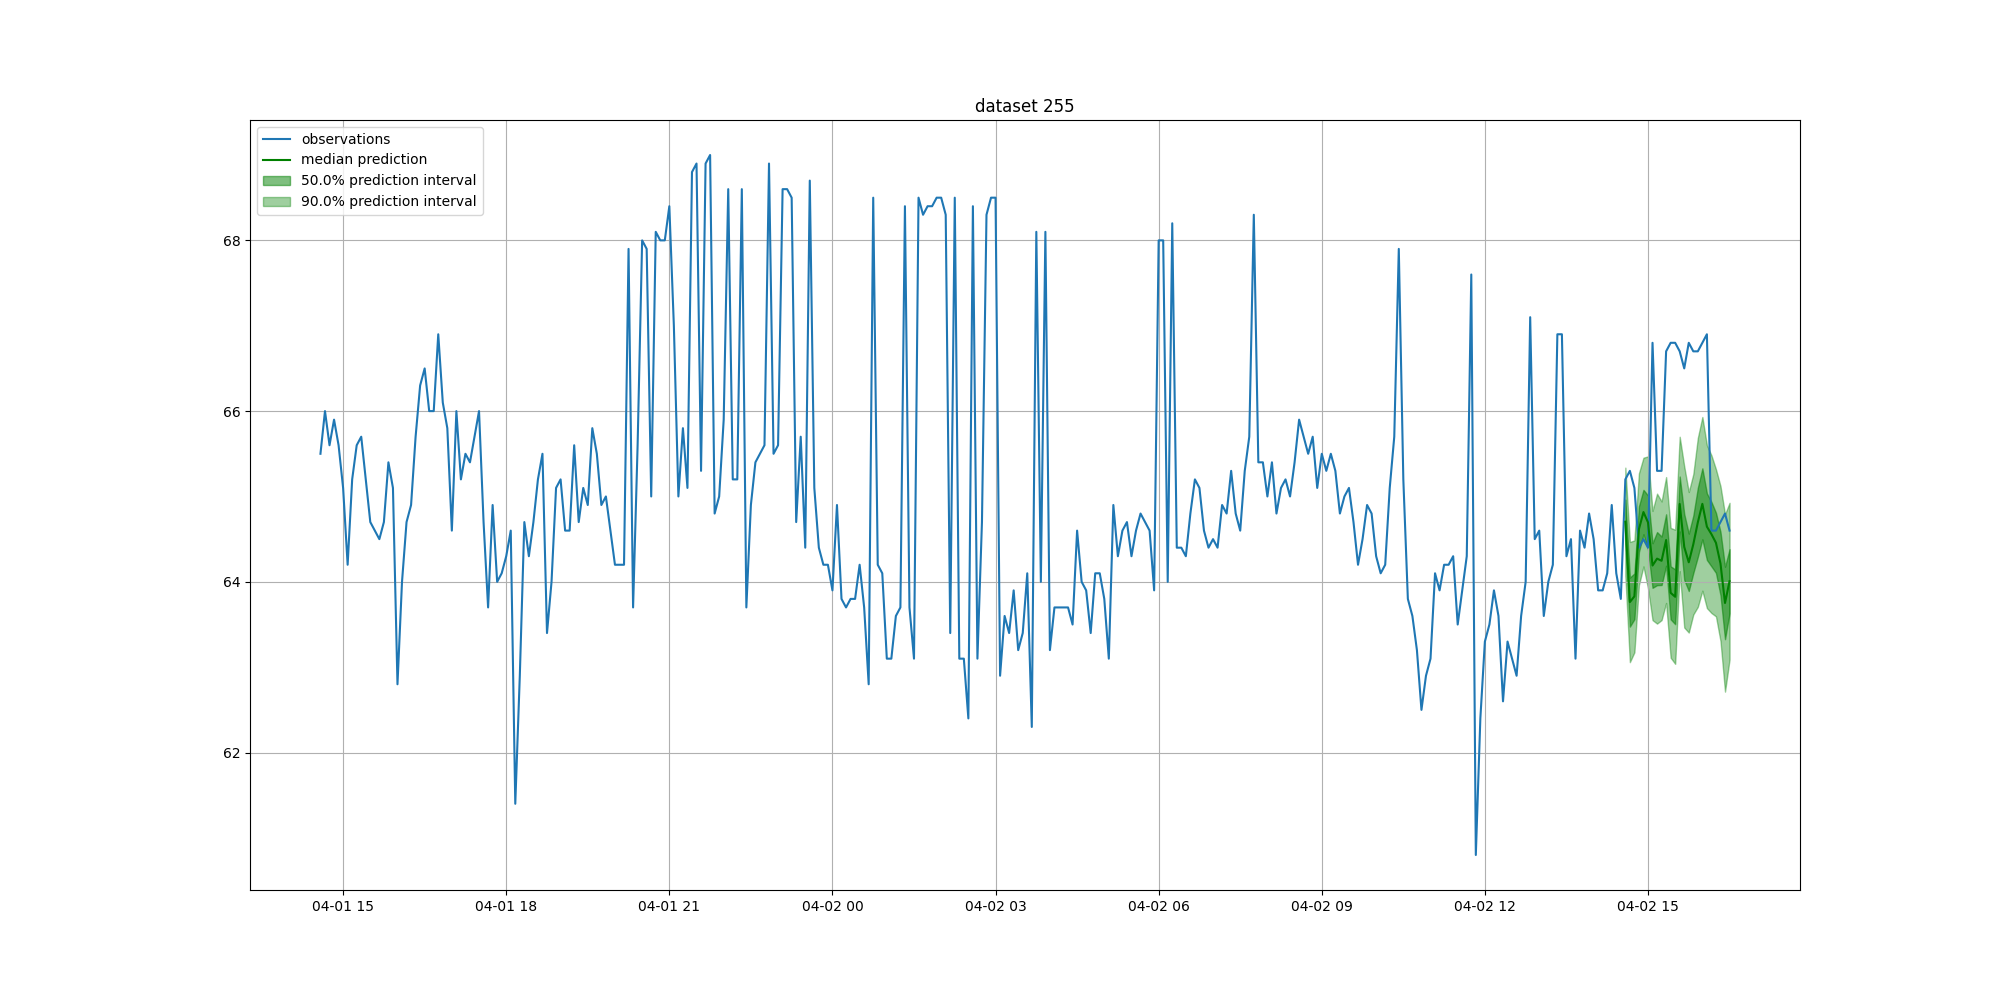 dataset 255
observations
median prediction
50.0% prediction interval
90.0% prediction interval
68
66
64
62
04-01 15
04-01 18
04-01 21
04-02 00
04-02 03
04-02 06
04-02 09
04-02 12
04-02 15